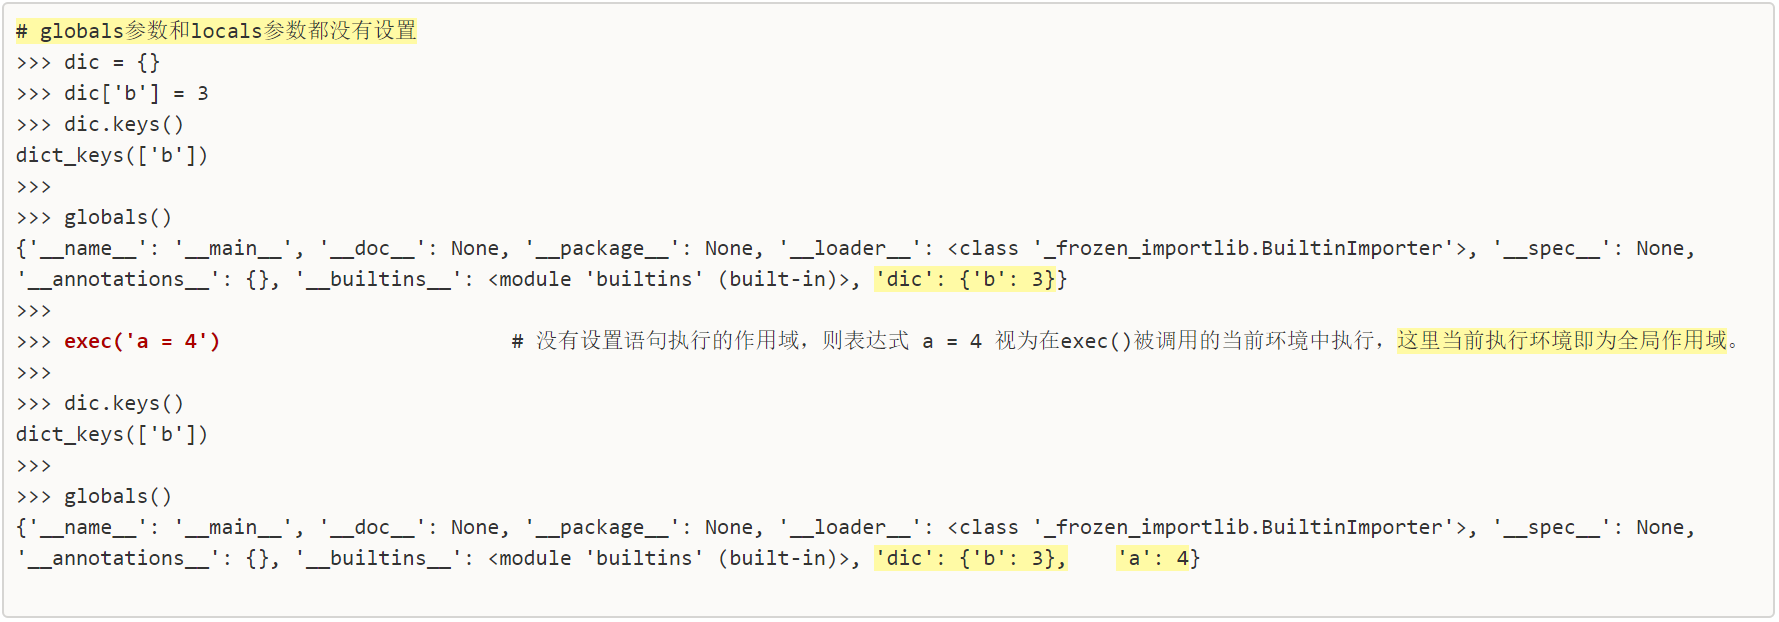 # globals参数和locals参数都没有设置
>>> dic = {}
>>> dic['b'] = 3
>>> dic.keys()
dict_keys(['b'])
>>>
>>> globals()
{'__name__': '__main__', '__doc__': None, '__package__': None, '__loader__': <class '_frozen_importlib.BuiltinImporter'>, '__spec__': None,
'__annotations__': {}, '__builtins__': <module 'builtins' (built-in)>, 'dic': {'b': 3}}
>>>
>>> exec('a = 4')                        # 没有设置语句执行的作用域，则表达式 a = 4 视为在exec()被调用的当前环境中执行，这里当前执行环境即为全局作用域。
>>>
>>> dic.keys()
dict_keys(['b'])
>>>
>>> globals()
{'__name__': '__main__', '__doc__': None, '__package__': None, '__loader__': <class '_frozen_importlib.BuiltinImporter'>, '__spec__': None,
'__annotations__': {}, '__builtins__': <module 'builtins' (built-in)>, 'dic': {'b': 3},    'a': 4}